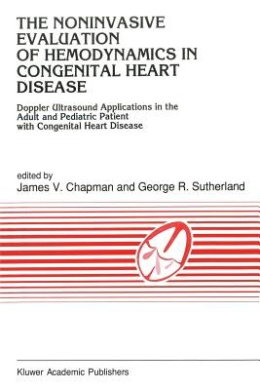 THE NONINVASIVE
EVALUATION
OF HEMODYNAMICS IN
CONGENITAL HEART
DISEASE
Doppler Ultrasound Applications in the
Adult and Pediatric Patient
with Congenital Heart Disease
edited by
James V. Chapman and George R. Sutherland
Kluwer Academic Publishers